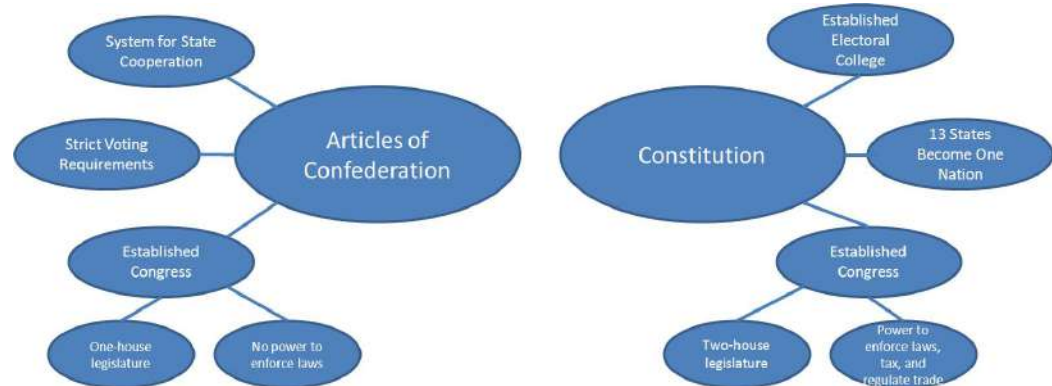 System for State
Cooperation
Strict Voting
Requirements
Articles of
Confederation
Established
Congress
One-house
legislature
No power to
enforce laws
Established
Electoral
College
Constitution
13 States
Become One
Nation
Established
Congress
Two-house
legislature
Power to
enforce laws,
tax, and
regulate trade